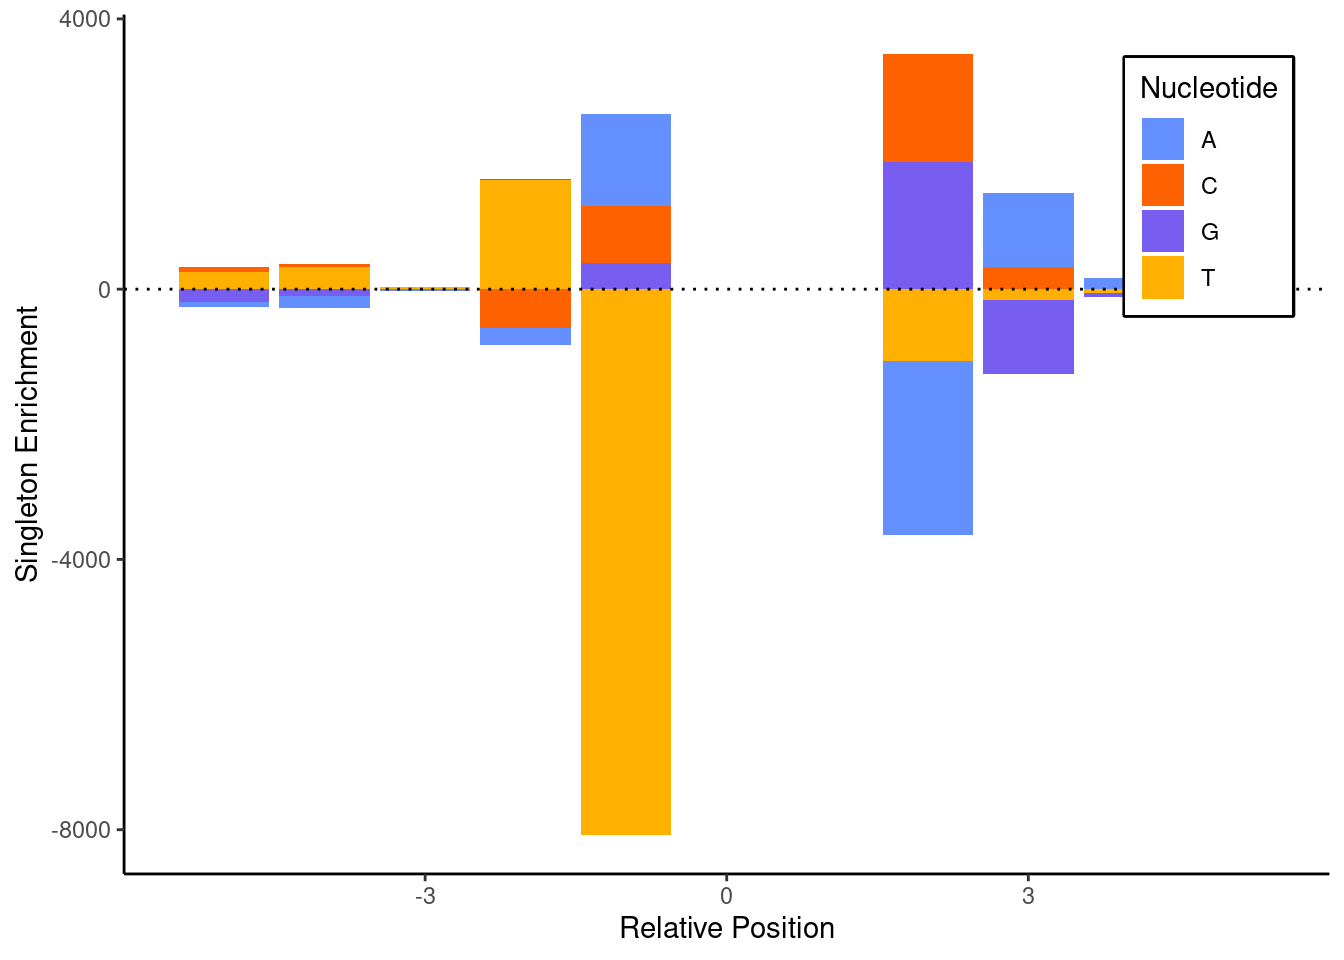 4000
0
-4000
-8000
Singleton Enrichment
-3
0
3
Relative Position
Nucleotide
A
C
G
T